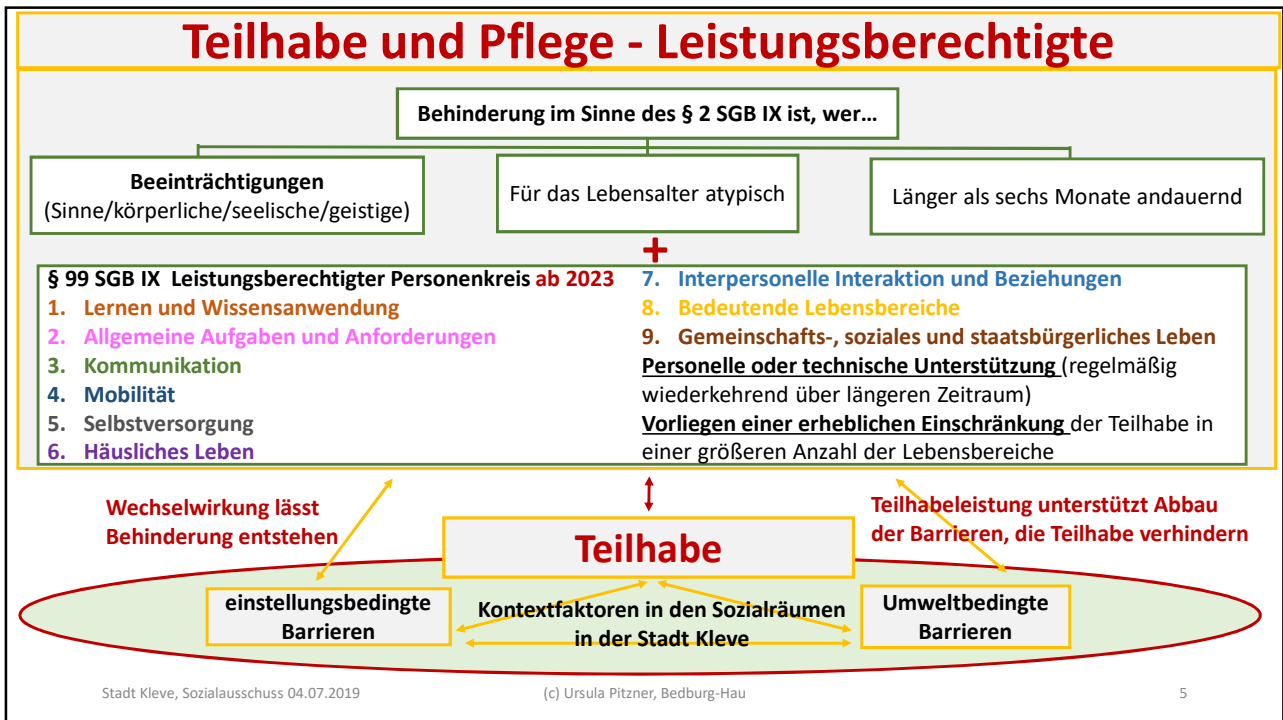 Teilhabe und Pflege - Leistungsberechtigte
Behinderung im Sinne des § 2 SGB IX ist, wer…
Beeinträchtigungen
(Sinne/körperliche/seelische/geistige)
Für das Lebensalter atypisch
Länger als sechs Monate andauernd
+
§ 99 SGB IX Leistungsberechtigter Personenkreis ab 2023
1. Lernen und Wissensanwendung
2. Allgemeine Aufgaben und Anforderungen
3. Kommunikation
4. Mobilität
5. Selbstversorgung
6. Häusliches Leben
7. Interpersonelle Interaktion und Beziehungen
8. Bedeutende Lebensbereiche
9. Gemeinschafts-, soziales und staatsbürgerliches Leben
Personelle oder technische Unterstützung (regelmäßig
wiederkehrend über längeren Zeitraum)
Vorliegen einer erheblichen Einschränkung der Teilhabe in
einer größeren Anzahl der Lebensbereiche
Wechselwirkung lässt
Behinderung entstehen
Teilhabeleistung unterstützt Abbau
der Barrieren, die Teilhabe verhindern
Teilhabe
einstellungsbedingte
Barrieren
Kontextfaktoren in den Sozialräumen
in der Stadt Kleve
Umweltbedingte
Barrieren
Stadt Kleve, Sozialausschuss 04.07.2019
(c) Ursula Pitzner, Bedburg-Hau
5